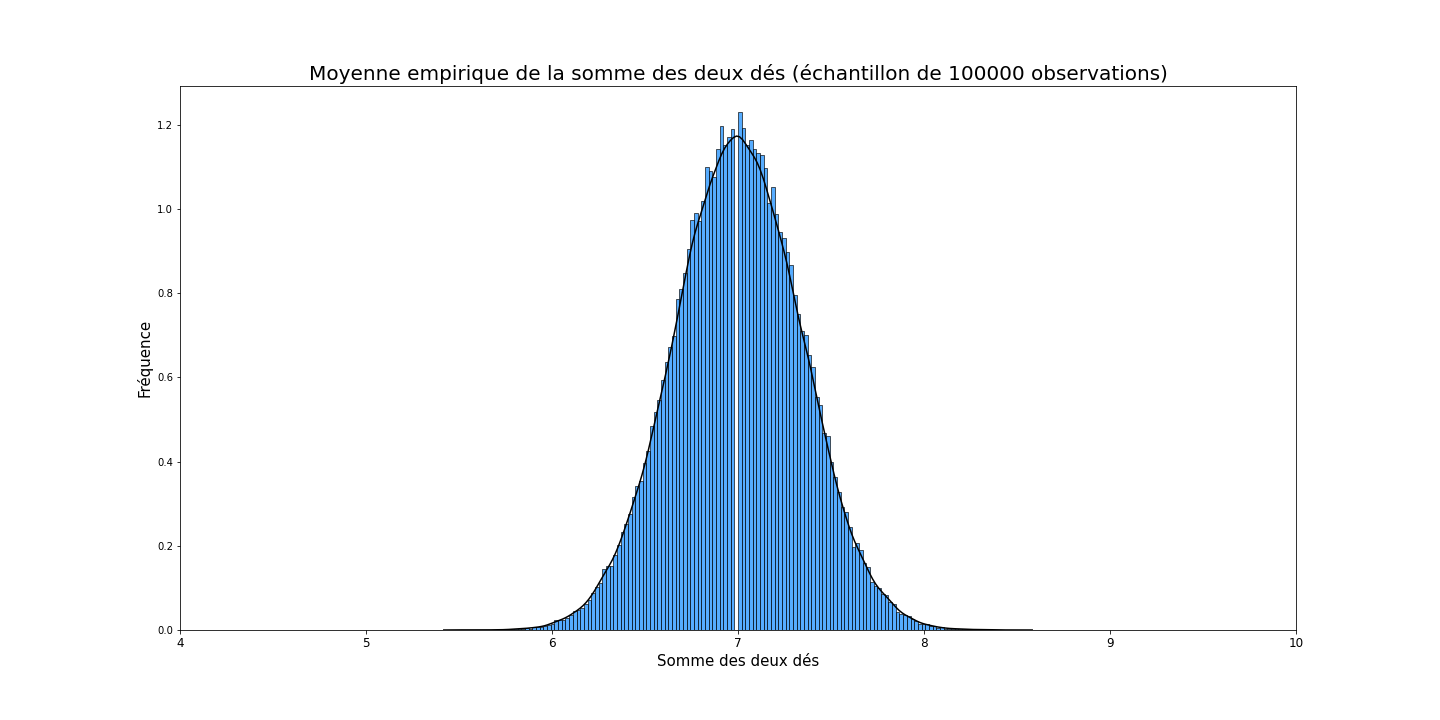 Moyenne empirique de la somme des deux dés (échantillon de 100000 observations)
1.2
1.0
0.8
0.6
0.4
0.2
0.0
Fréquence
4 5 6 7 8 9 10
Somme des deux dés